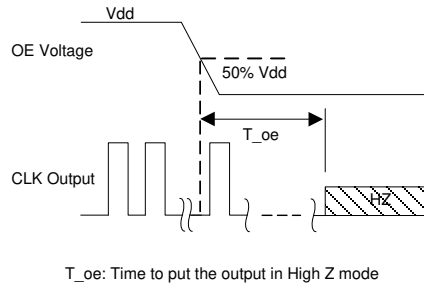 Vdd
OE Voltage
50% Vdd
T_oe
CLK Output
HZ
T_oe: Time to put the output in High Z mode